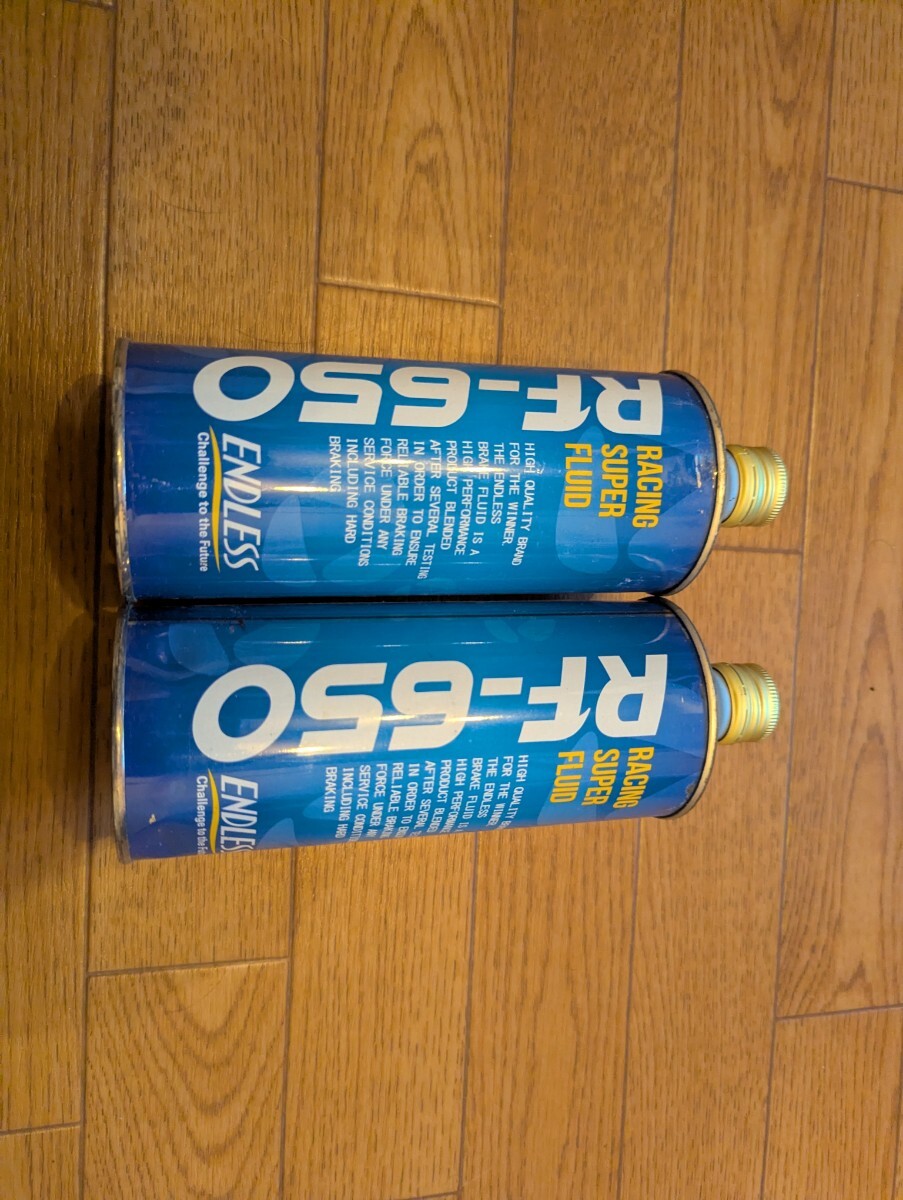 RACING
SUPER
FLUID
RF-650
HIGH QUALITY BRAND
FOR THE WINNER
THE ENDLESS
BRAKE FLUID IS A
HIGH PERFORMANCE
PRODUCT BLENDED
AFTER SEVERAL TESTING
IN ORDER TO ENSURE
RELIABLE BRAKING
FORCE UNDER ANY
SERVICE CONDITIONS
INCLUDING HARD
BRAKING
ENDLESS
Challenge to the Future
RACING
SUPER
FLUID
RF-650
HIGH QUALITY
FOR THE WINNER
THE ENDLESS
BRAKE FLUID
HIGH PERFORMA
PRODUCT BLENDE
AFTER SEVERAL
IN ORDER TO
RELIABLE BRAK
FORCE UNDER
SERVICE CONDIT
INCLUDING HARD
BRAKING
ENDLESS
Challenge to the